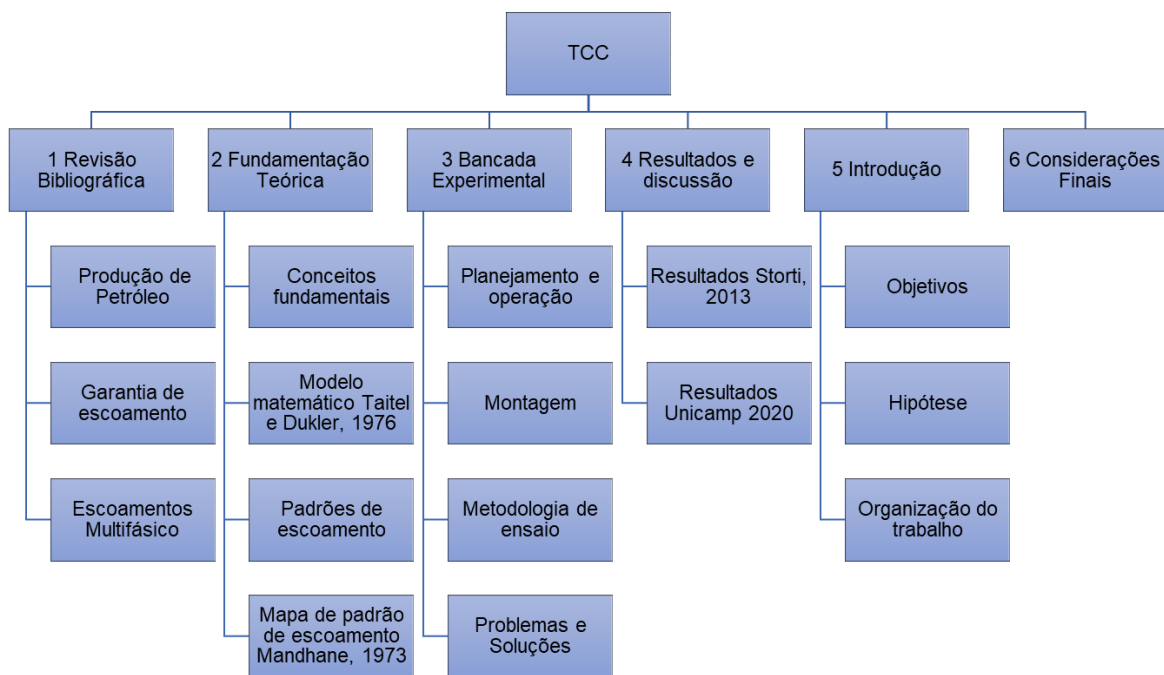 TCC
1 Revisão
Bibliográfica
Produção de
Petróleo
Garantia de
escoamento
Escoamentos
Multifásico
2 Fundamentação
Teórica
Conceitos
fundamentais
Modelo
matemático Taitel
e Dukler, 1976
Padrões de
escoamento
Mapa de padrão
de escoamento
Mandhane, 1973
3 Bancada
Experimental
Planejamento e
operação
Montagem
Metodologia de
ensaio
Problemas e
Soluções
4 Resultados e
discussão
Resultados Storti,
2013
Resultados
Unicamp 2020
5 Introdução
Objetivos
Hipótese
Organização do
trabalho
6 Considerações
Finais